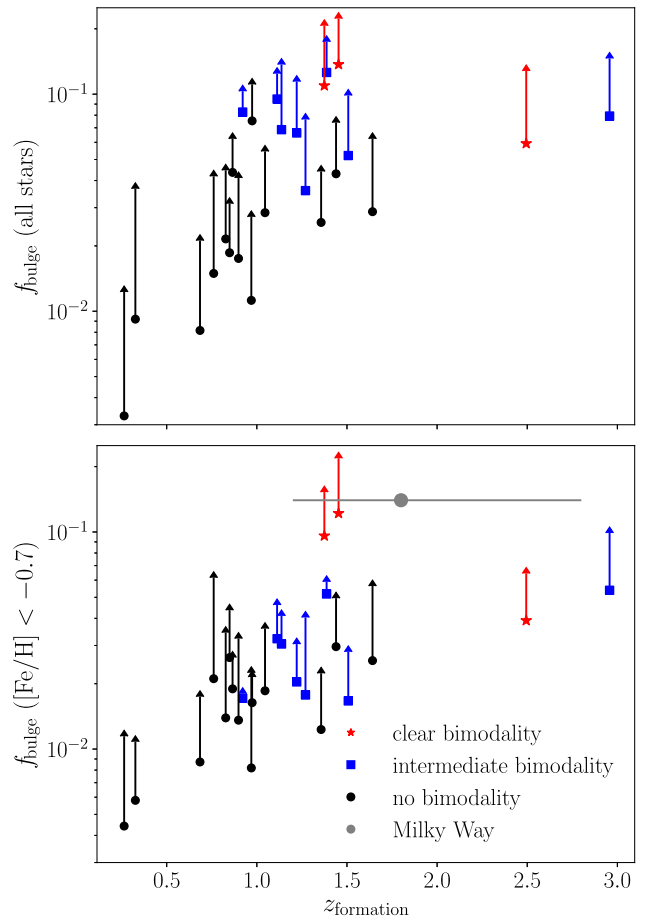 10⁻¹
10⁻²
f_bulge (all stars)
10⁻¹
10⁻²
f_bulge ([Fe/H] < −0.7)
clear bimodality
intermediate bimodality
no bimodality
Milky Way
0.5 1.0 1.5 2.0 2.5 3.0
z_formation